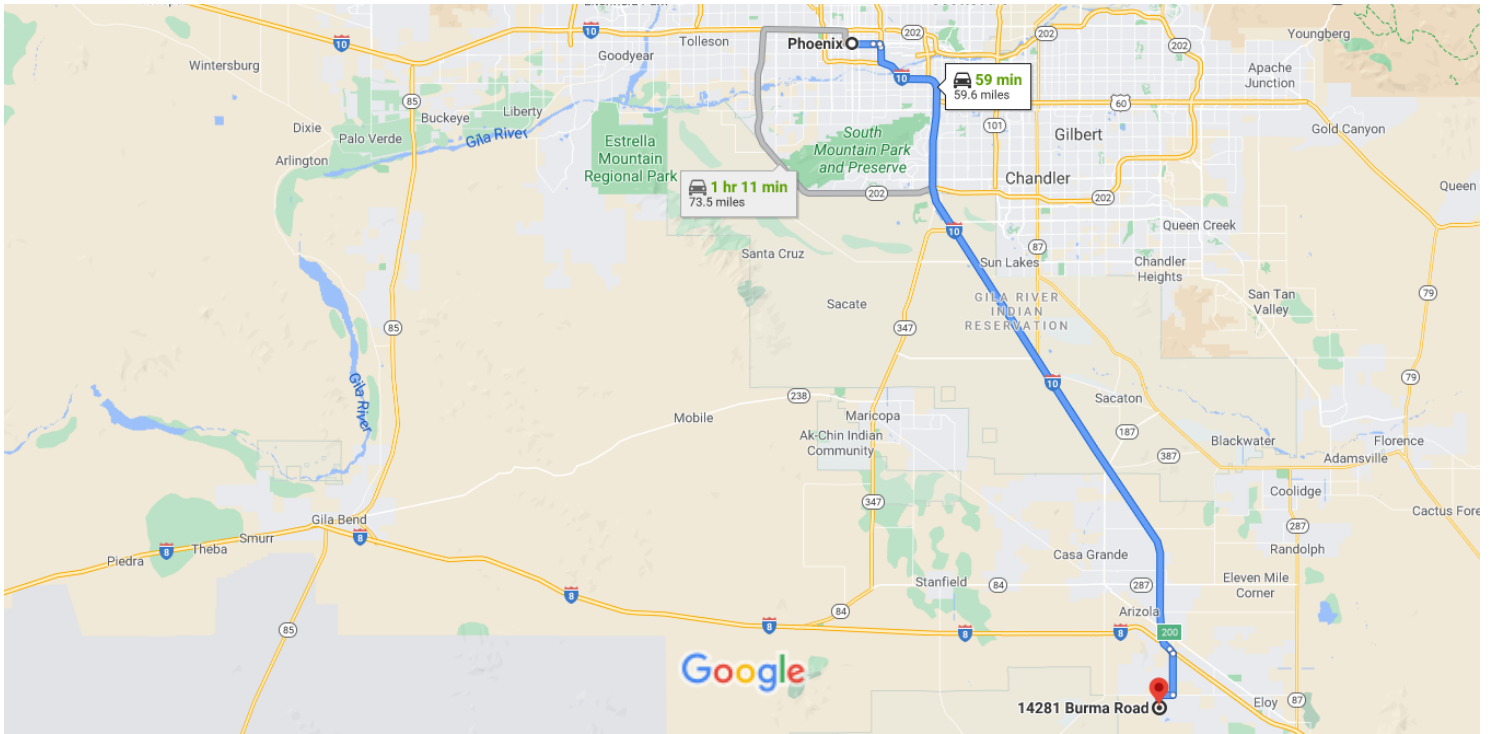 10
10
202
202
202
Youngberg
Tolleson
Phoenix
Goodyear
Wintersburg
10
59 min
59.6 miles
Apache
Junction
85
60
Buckeye
Liberty
Dixie
Palo Verde
Gila River
Arlington
Estrella
Mountain
Regional Park
South
Mountain Park
and Preserve
101
Gilbert
Gold Canyon
1 hr 11 min
73.5 miles
202
Chandler
202
Queen
10
Queen Creek
Santa Cruz
87
Sun Lakes
Chandler
Heights
Sacate
GILA RIVER
INDIAN
RESERVATION
San Tan
Valley
79
85
347
Gila River
10
79
238
Sacaton
Mobile
Maricopa
Ak-Chin Indian
Community
187
387
Blackwater
Florence
Adamsville
347
Coolidge
Cactus Fore
Gila Bend
8
Smurr
Theba
8
Piedra
287
Randolph
Casa Grande
Stanfield
84
287
Eleven Mile
Corner
8
84
Arizola
8
8
8
200
85
Google
14281 Burma Road
Eloy
87